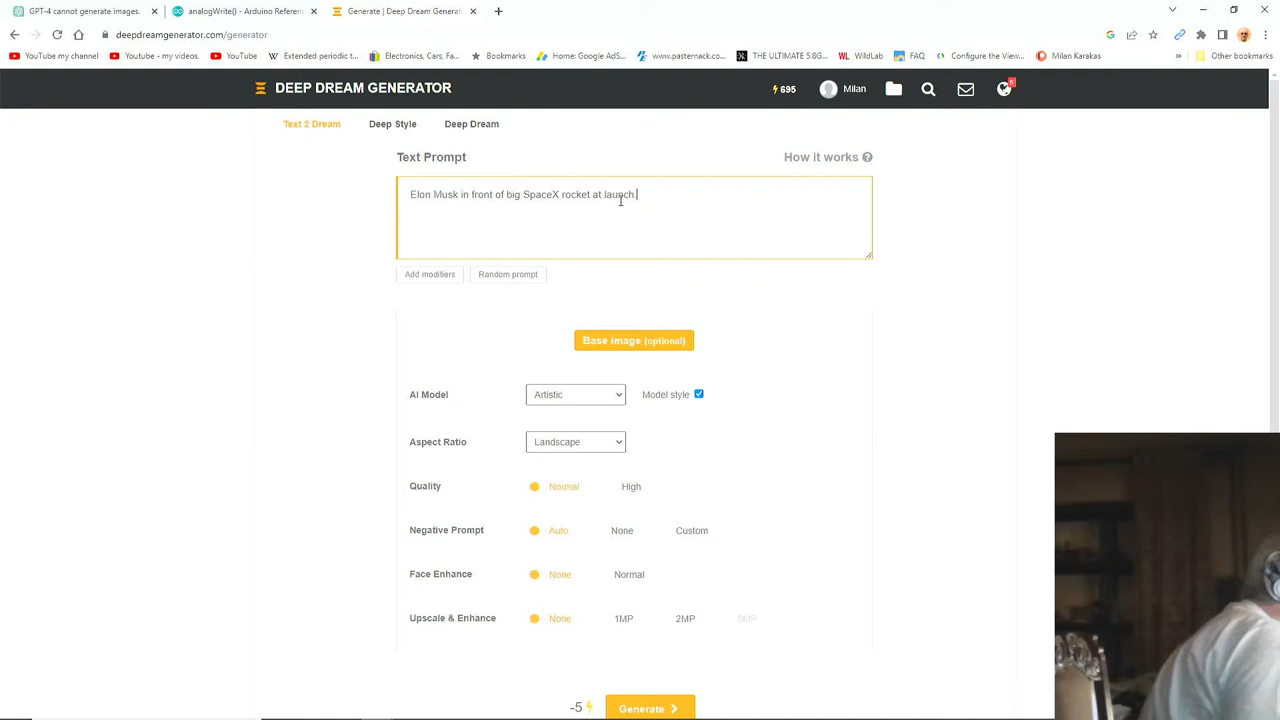 GPT-4 cannot generate images.
analogWrite() - Arduino Referen
Generate | Deep Dream Generat
deepdreamgenerator.com/generator
YouTube my channel
Youtube - my videos
YouTube
Extended periodic t...
Electronics, Cars, Fa...
Bookmarks
Home: Google AdS...
www.pasternack...
THE ULTIMATE 5.8G...
WildLab
FAQ
Configure the View...
Milan Karakas
»
Other bookmarks
DEEP DREAM GENERATOR
695
Milan
Text 2 Dream
Deep Style
Deep Dream
Text Prompt
How it works
Elon Musk in front of big SpaceX rocket at launch
Add modifiers
Random prompt
Base image (optional)
AI Model
Artistic
Model style
Aspect Ratio
Landscape
Quality
Normal
High
Negative Prompt
Auto
None
Custom
Face Enhance
None
Normal
Upscale & Enhance
None
1MP
2MP
5MP
-5
Generate